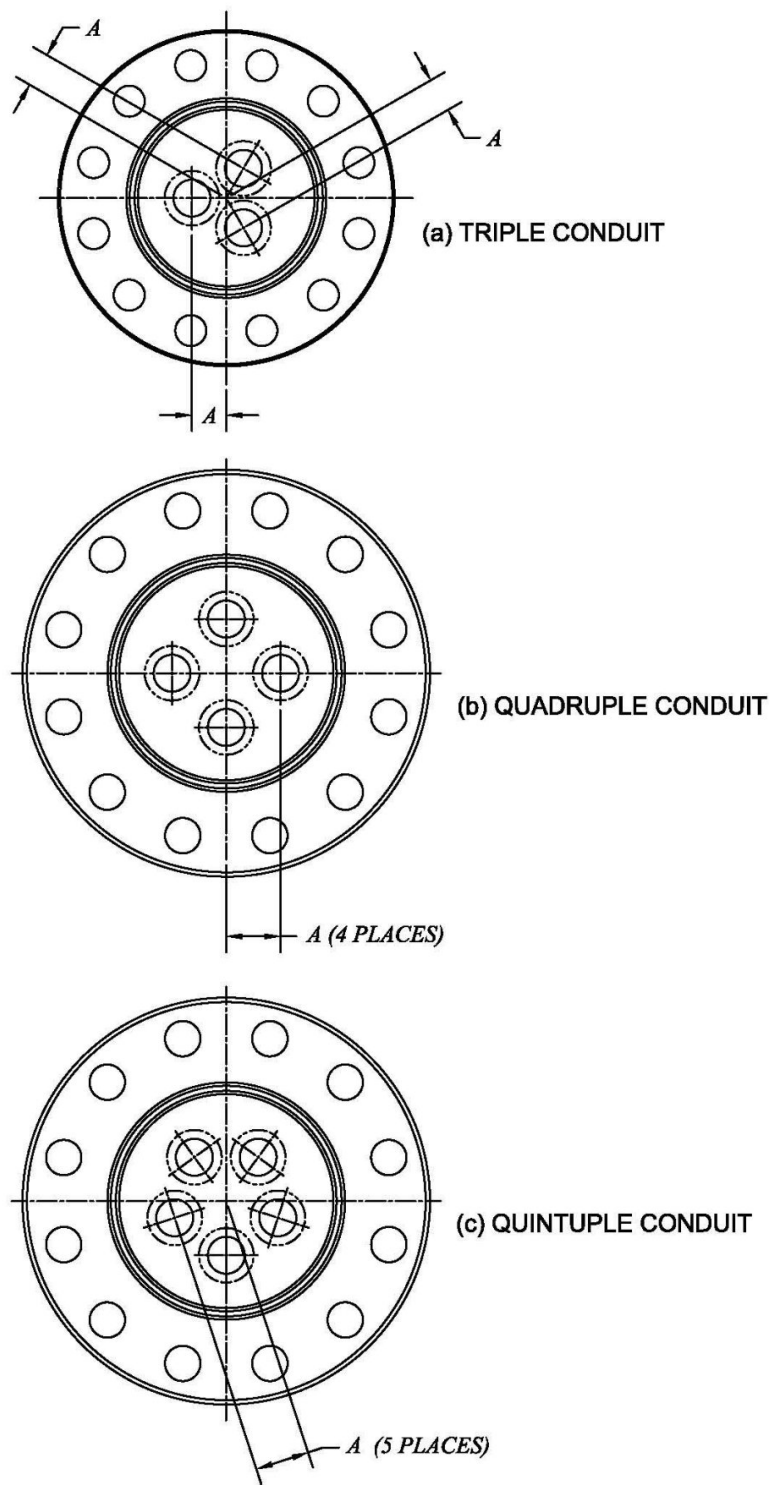 A
A
(a) TRIPLE CONDUIT
A
(b) QUADRUPLE CONDUIT
A (4 PLACES)
(c) QUINTUPLE CONDUIT
A (5 PLACES)